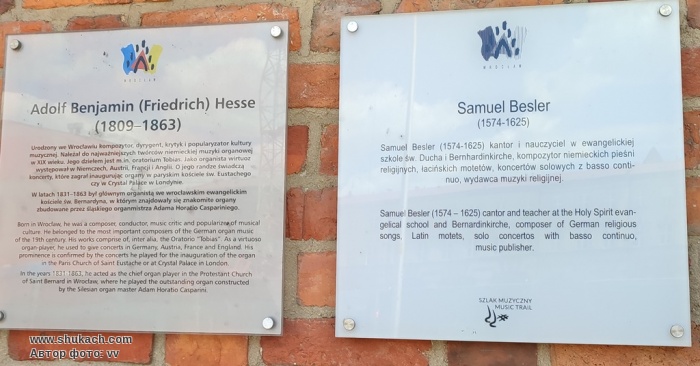 WROCŁAW
Adolf Benjamin (Friedrich) Hesse
(1809–1863)
Urodzony we Wrocławiu kompozytor, dyrygent, krytyk i popularyzator kultury
muzycznej. Należał do najważniejszych twórców niemieckiej muzyki organowej
w XIX wieku. Jego dziełem jest m.in. oratorium Tobias. Jako organista wirtuoz
występował w Niemczech, Austrii, Francji i Anglii. O jego randze świadczą
koncerty, które zagrał inaugurując organy w paryskim kościele św. Eustachego
czy w Crystal Palace w Londynie.
W latach 1831–1863 był głównym organistą we wrocławskim ewangelickim
kościele św. Bernardyna, w którym znajdowały się znakomite organy
zbudowane przez śląskiego organmistrza Adama Horatio Caspariniego.
Born in Wrocław, he was a composer, conductor, music critic and popularizer of musical
culture. He belonged to the most important composers of the German organ music
of the 19th century. His works comprise of, inter alia, the Oratorio "Tobias". As a virtuoso
organ player, he used to give concerts in Germany, Austria, France and England. His
prominence is confirmed by the concerts he played for the inauguration of the organ
in the Paris Church of Saint Eustache or at Crystal Palace in London.
In the years 1831-1863, he acted as the chief organ player in the Protestant Church
of Saint Bernard in Wrocław, where he played the outstanding organ constructed
by the Silesian organ master Adam Horatio Casparini.
WROCŁAW
Samuel Besler
(1574-1625)
Samuel Besler (1574-1625) kantor i nauczyciel w ewangelickiej
szkole św. Ducha i Bernhardinkirche, kompozytor niemieckich pieśni
religijnych, łacińskich motetów, koncertów solowych z basso conti-
nuo, wydawca muzyki religijnej.
Samuel Besler (1574 – 1625) cantor and teacher at the Holy Spirit evan-
gelical school and Bernardinkirche, composer of German religious
songs, Latin motets, solo concertos with basso continuo,
music publisher.
SZLAK MUZYCZNY
MUSIC TRAIL
www.shukach.com
Автор фото: vv